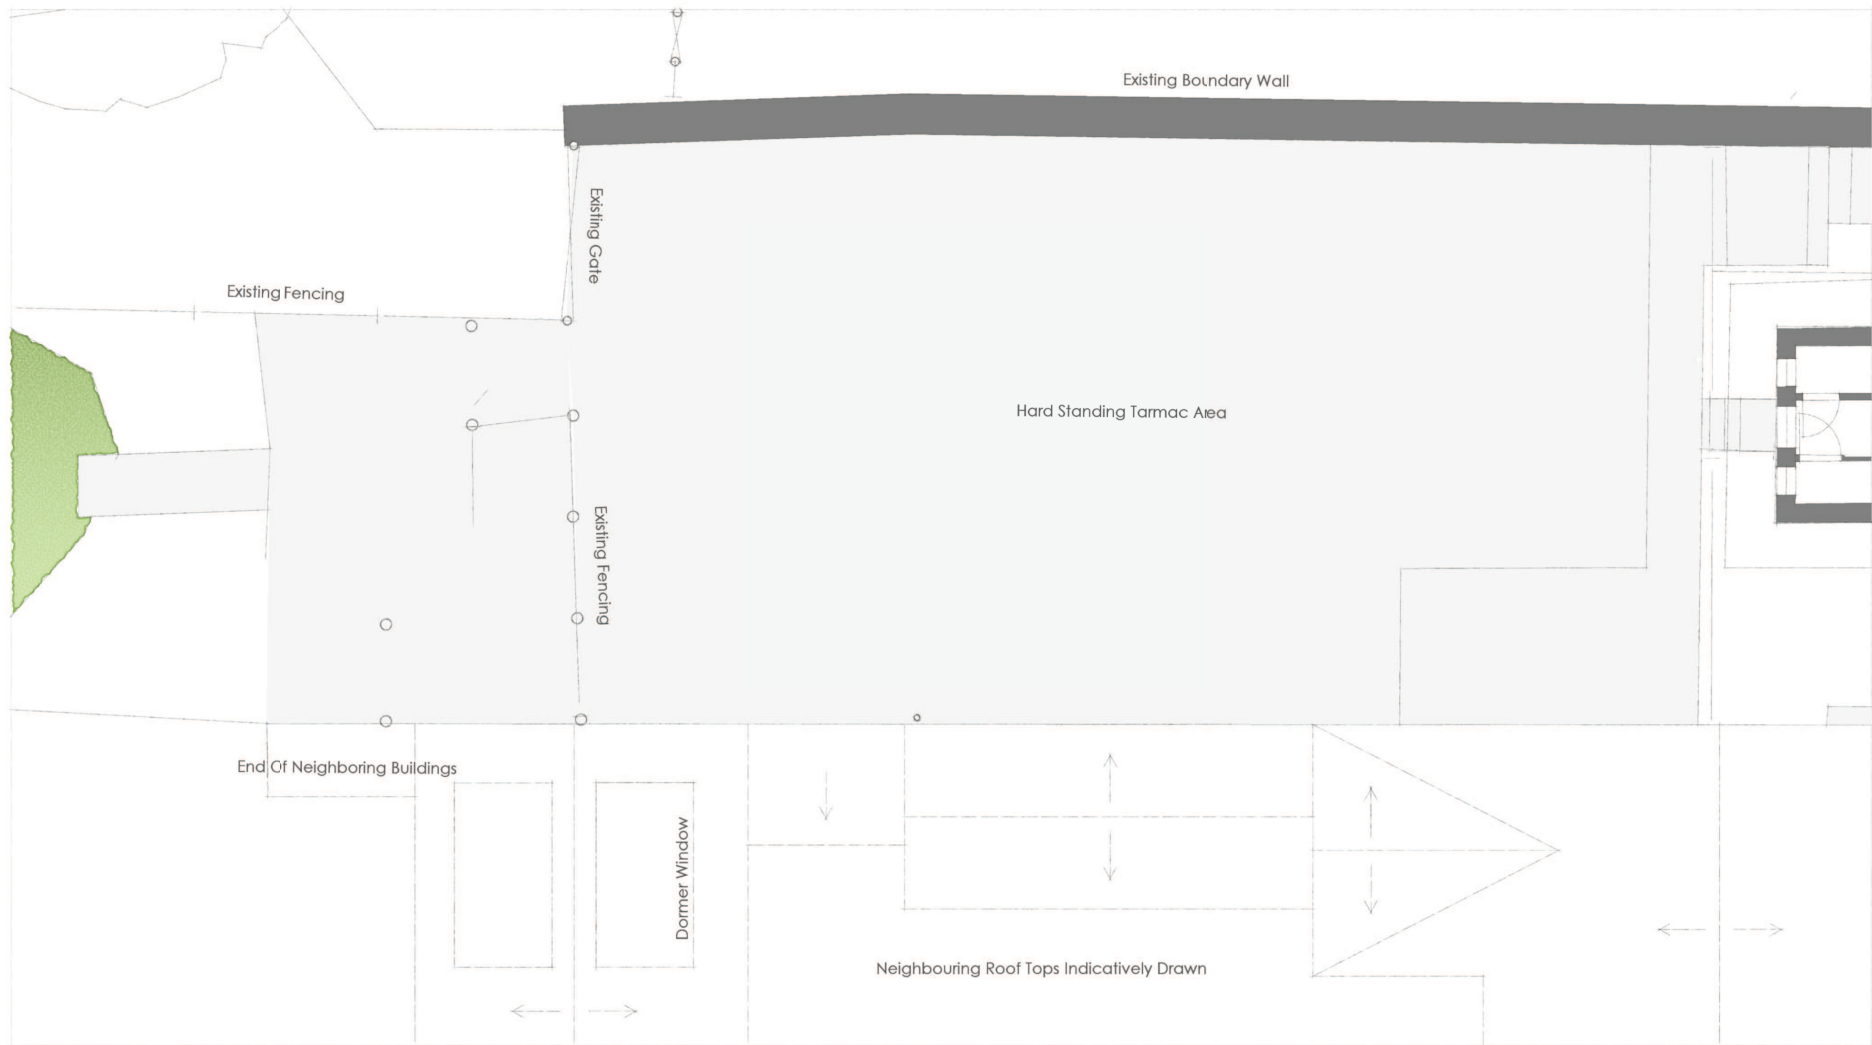 Existing Boundary Wall
Existing Gate
Existing Fencing
Hard Standing Tarmac Area
Existing Fencing
End Of Neighboring Buildings
Dormer Window
Neighbouring Roof Tops Indicatively Drawn